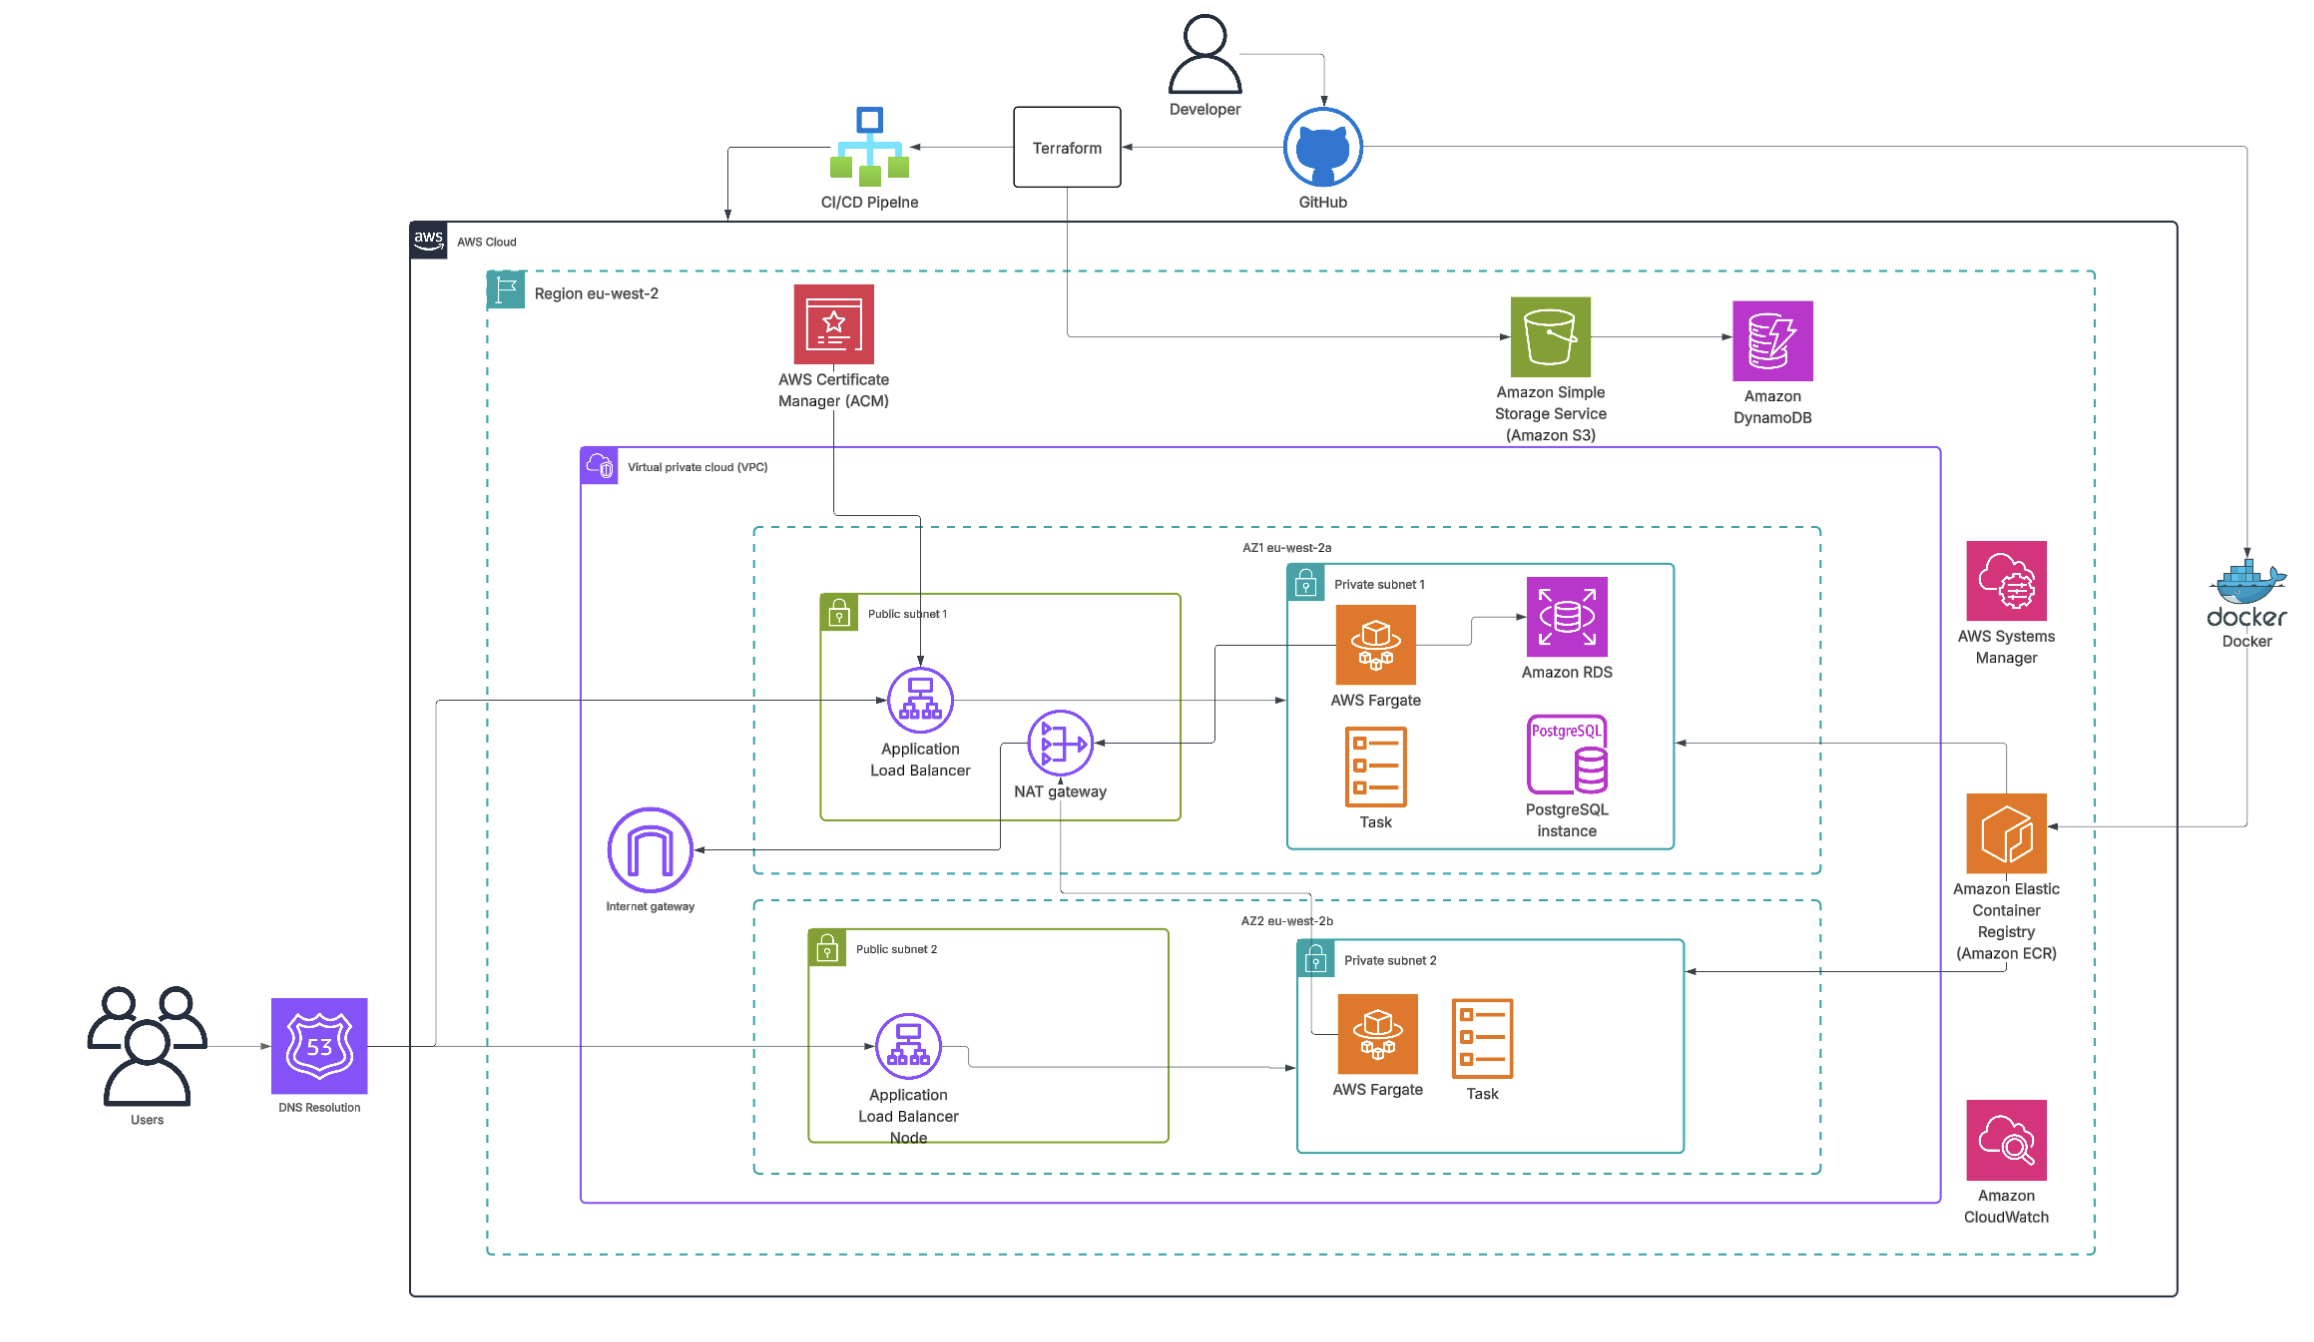 Developer
Terraform
CI/CD Pipelne
GitHub
aws
AWS Cloud
Region eu-west-2
AWS Certificate
Manager (ACM)
Amazon Simple
Storage Service
(Amazon S3)
Amazon
DynamoDB
Virtual private cloud (VPC)
AZ1 eu-west-2a
Public subnet 1
Application
Load Balancer
NAT gateway
Private subnet 1
AWS Fargate
Amazon RDS
Task
PostgreSQL
PostgreSQL
instance
Internet gateway
AWS Systems
Manager
docker
Docker
Amazon Elastic
Container
Registry
(Amazon ECR)
AZ2 eu-west-2b
Public subnet 2
Application
Load Balancer
Node
Private subnet 2
AWS Fargate
Task
Users
53
DNS Resolution
Amazon
CloudWatch